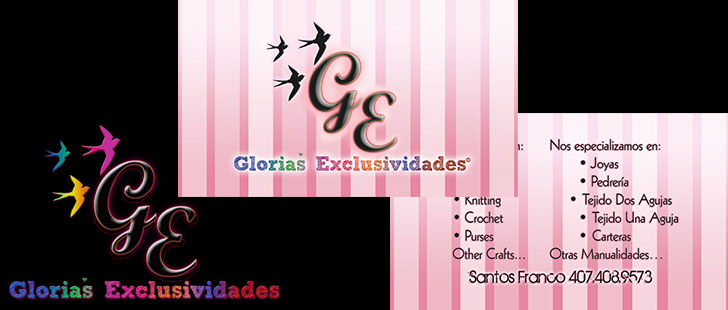 GE
Glorias Exclusividades
GE
Glorias Exclusividades
Nos especializamos en:
• Joyas
• Pedrería
• Knitting
• Tejido Dos Agujas
• Crochet
• Tejido Una Aguja
• Purses
• Carteras
Other Crafts...
Otras Manualidades...
Santos Franco 407.408.9573